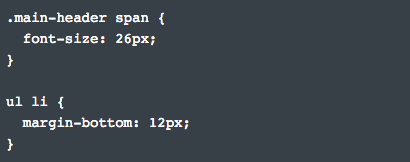 .main-header span {
  font-size: 26px;
}

ul li {
  margin-bottom: 12px;
}